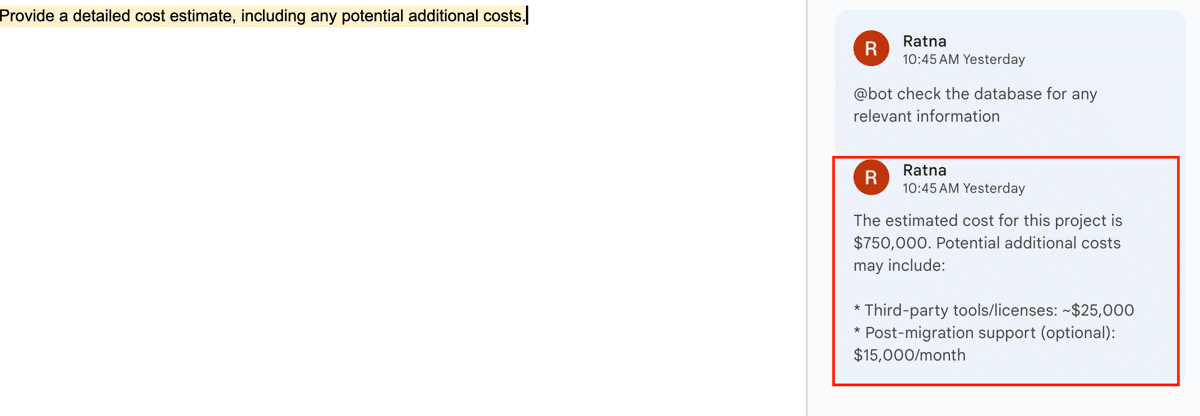 Provide a detailed cost estimate, including any potential additional costs.
R
Ratna
10:45 AM Yesterday
@bot check the database for any
relevant information
R
Ratna
10:45 AM Yesterday
The estimated cost for this project is
$750,000. Potential additional costs
may include:
* Third-party tools/licenses: ~$25,000
* Post-migration support (optional):
$15,000/month